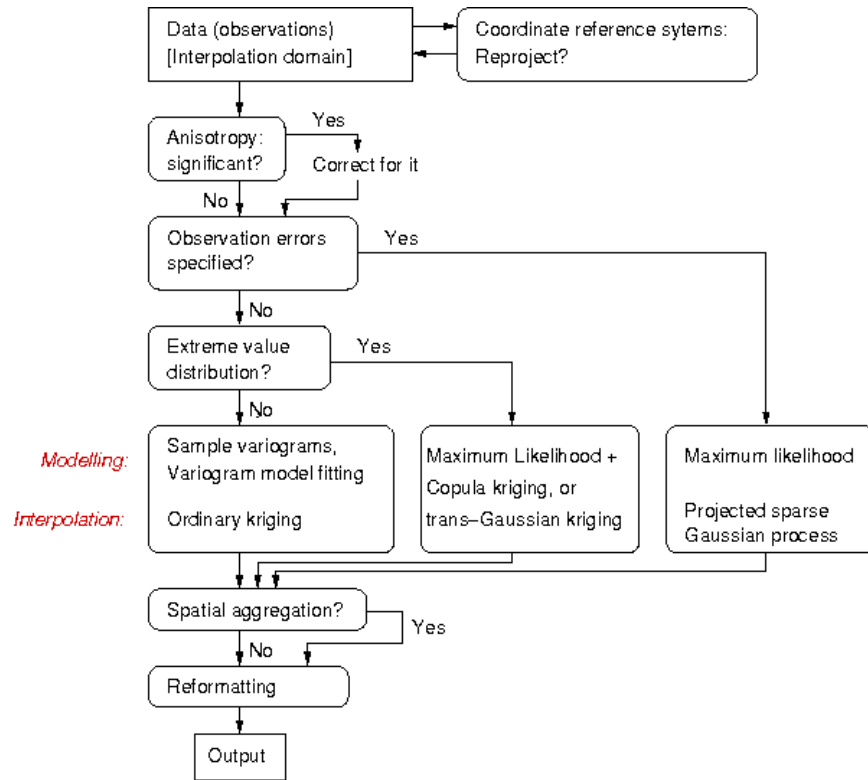 Data (observations)
[Interpolation domain]
Coordinate reference sytems:
Reproject?
Anisotropy:
significant?
Yes
Correct for it
No
Observation errors
specified?
Yes
No
Extreme value
distribution?
Yes
No
Modelling:
Interpolation:
Sample variograms,
Variogram model fitting
Ordinary kriging
Maximum Likelihood +
Copula kriging, or
trans-Gaussian kriging
Maximum likelihood
Projected sparse
Gaussian process
Spatial aggregation?
Yes
No
Reformatting
Output